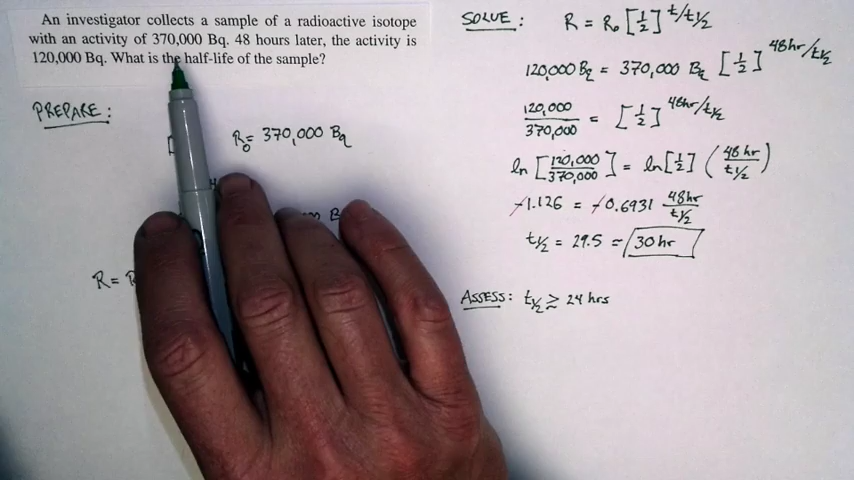 An investigator collects a sample of a radioactive isotope
with an activity of 370,000 Bq. 48 hours later, the activity is
120,000 Bq. What is the half-life of the sample?
PREPARE:
R₀ = 370,000 Bq
R =
SOLVE: R = R₀ [½]^t/t½
120,000 Bq = 370,000 Bq [½]^48hr/t½
120,000/370,000 = [½]^48hr/t½
ln [120,000/370,000] = ln[½] (48 hr/t½)
-1.126 = -0.6931 48hr/t½
t½ = 29.5 = 30 hr
ASSESS: t½ ≳ 24 hrs